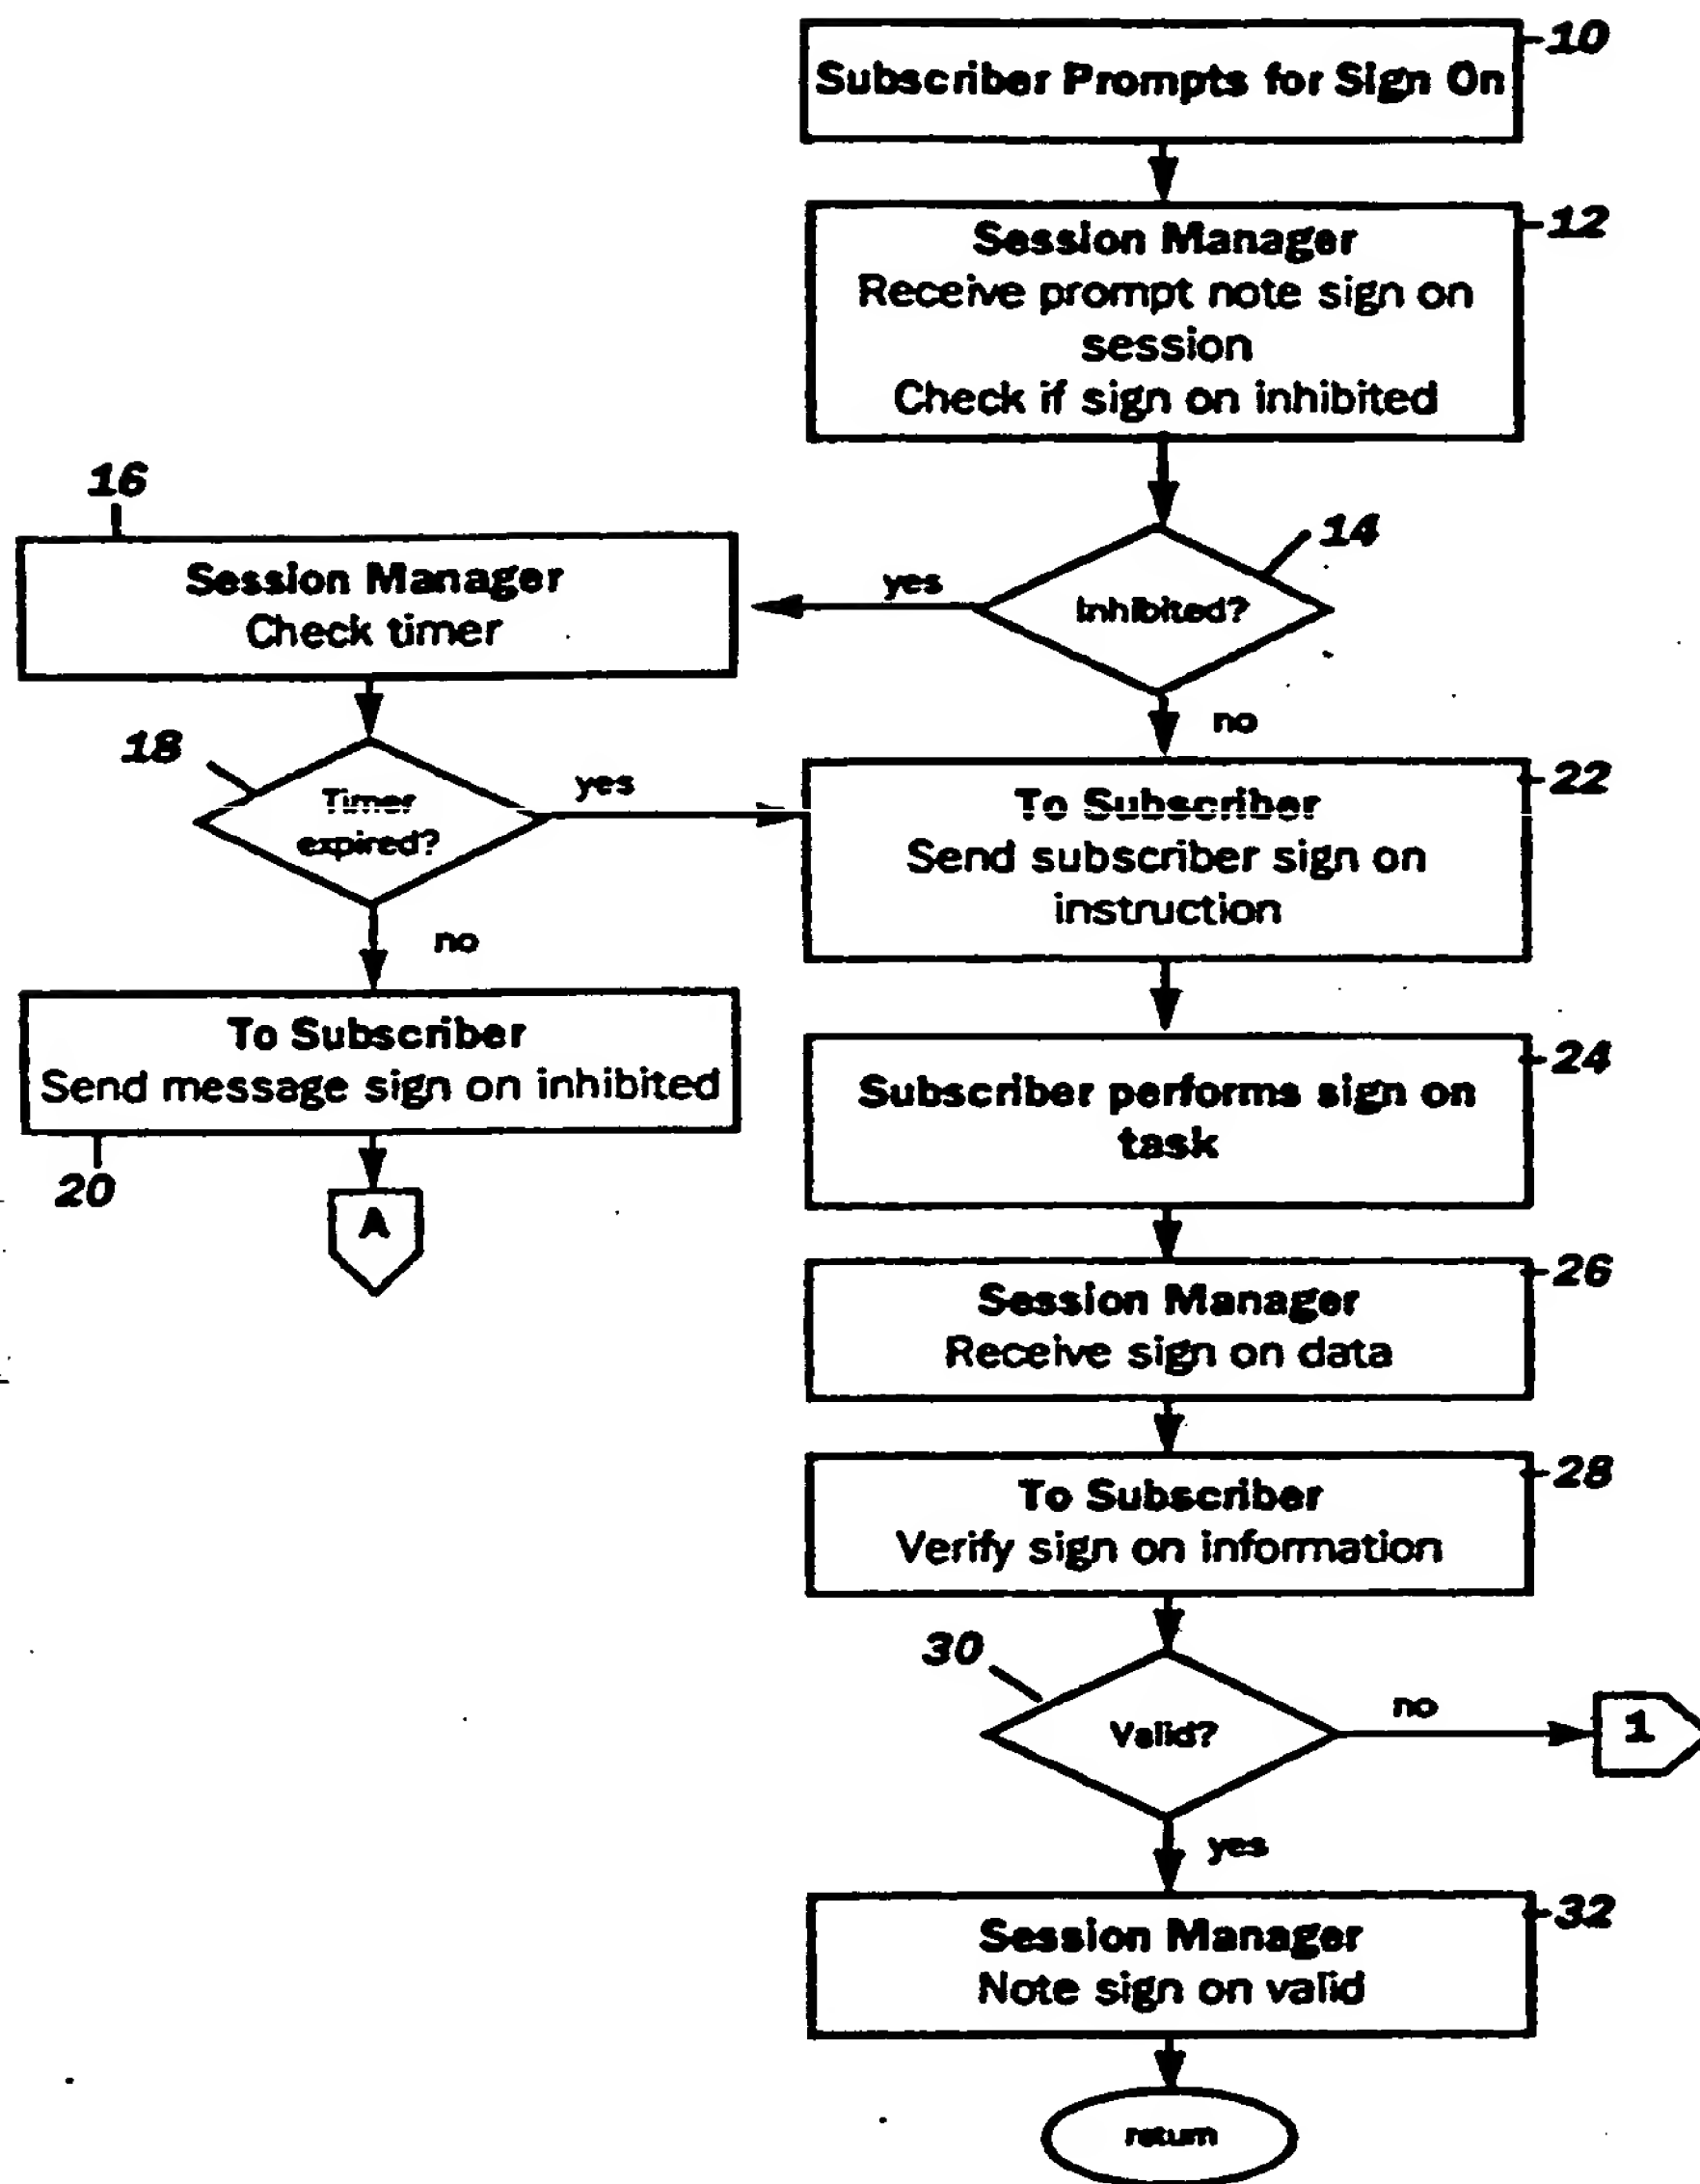 10
Subscriber Prompts for Sign On
12
Session Manager
Receive prompt note sign on
session
Check if sign on inhibited
14
Inhibited?
yes
no
16
Session Manager
Check timer
18
Timer
expired?
yes
no
20
To Subscriber
Send message sign on inhibited
A
22
To Subscriber
Send subscriber sign on
instruction
24
Subscriber performs sign on
task
26
Session Manager
Receive sign on data
28
To Subscriber
Verify sign on information
30
Valid?
no
1
yes
32
Session Manager
Note sign on valid
return